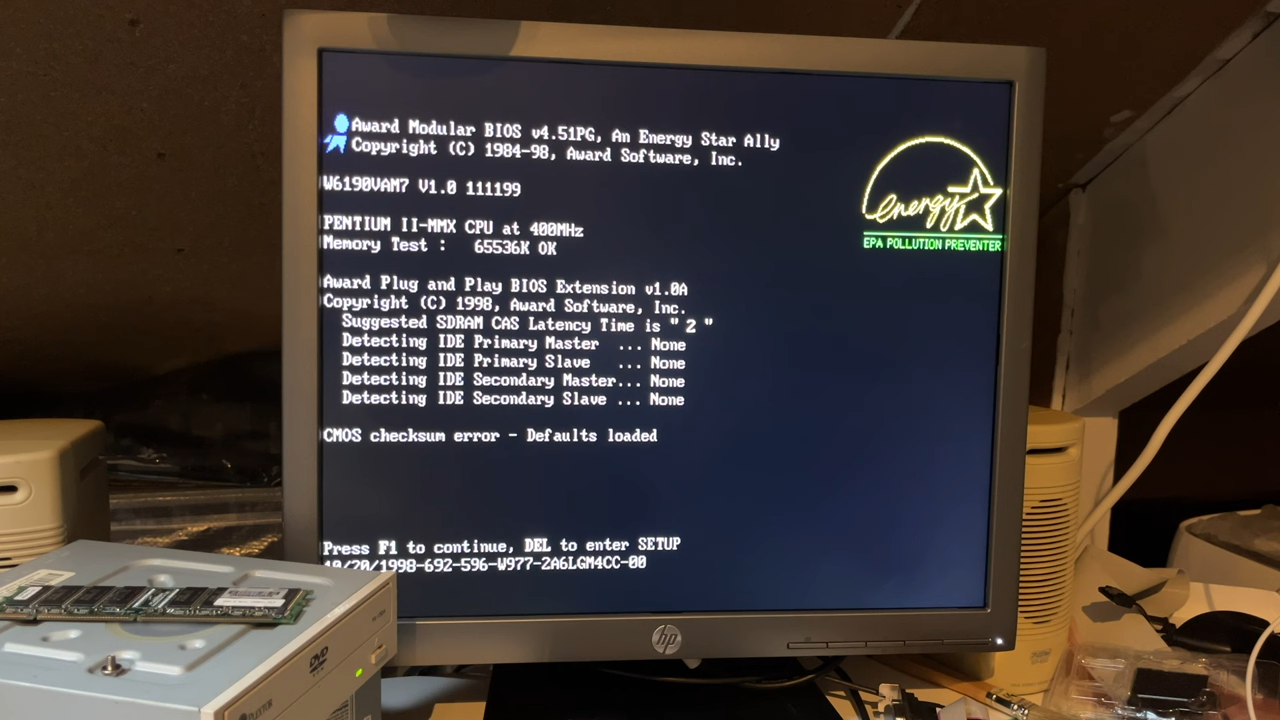 Award Modular BIOS v4.51PG, An Energy Star Ally
Copyright (C) 1984-98, Award Software, Inc.
W6190VAM7 V1.0 111199
energy
EPA POLLUTION PREVENTER
PENTIUM II-MMX CPU at 400MHz
Memory Test : 65536K OK
Award Plug and Play BIOS Extension v1.0A
Copyright (C) 1998, Award Software, Inc.
Suggested SDRAM CAS Latency Time is " 2 "
Detecting IDE Primary Master ... None
Detecting IDE Primary Slave ... None
Detecting IDE Secondary Master... None
Detecting IDE Secondary Slave ... None
CMOS checksum error - Defaults loaded
Press F1 to continue, DEL to enter SETUP
10/20/1998-692-596-W977-2A6LGM4CC-00
hp
DVD